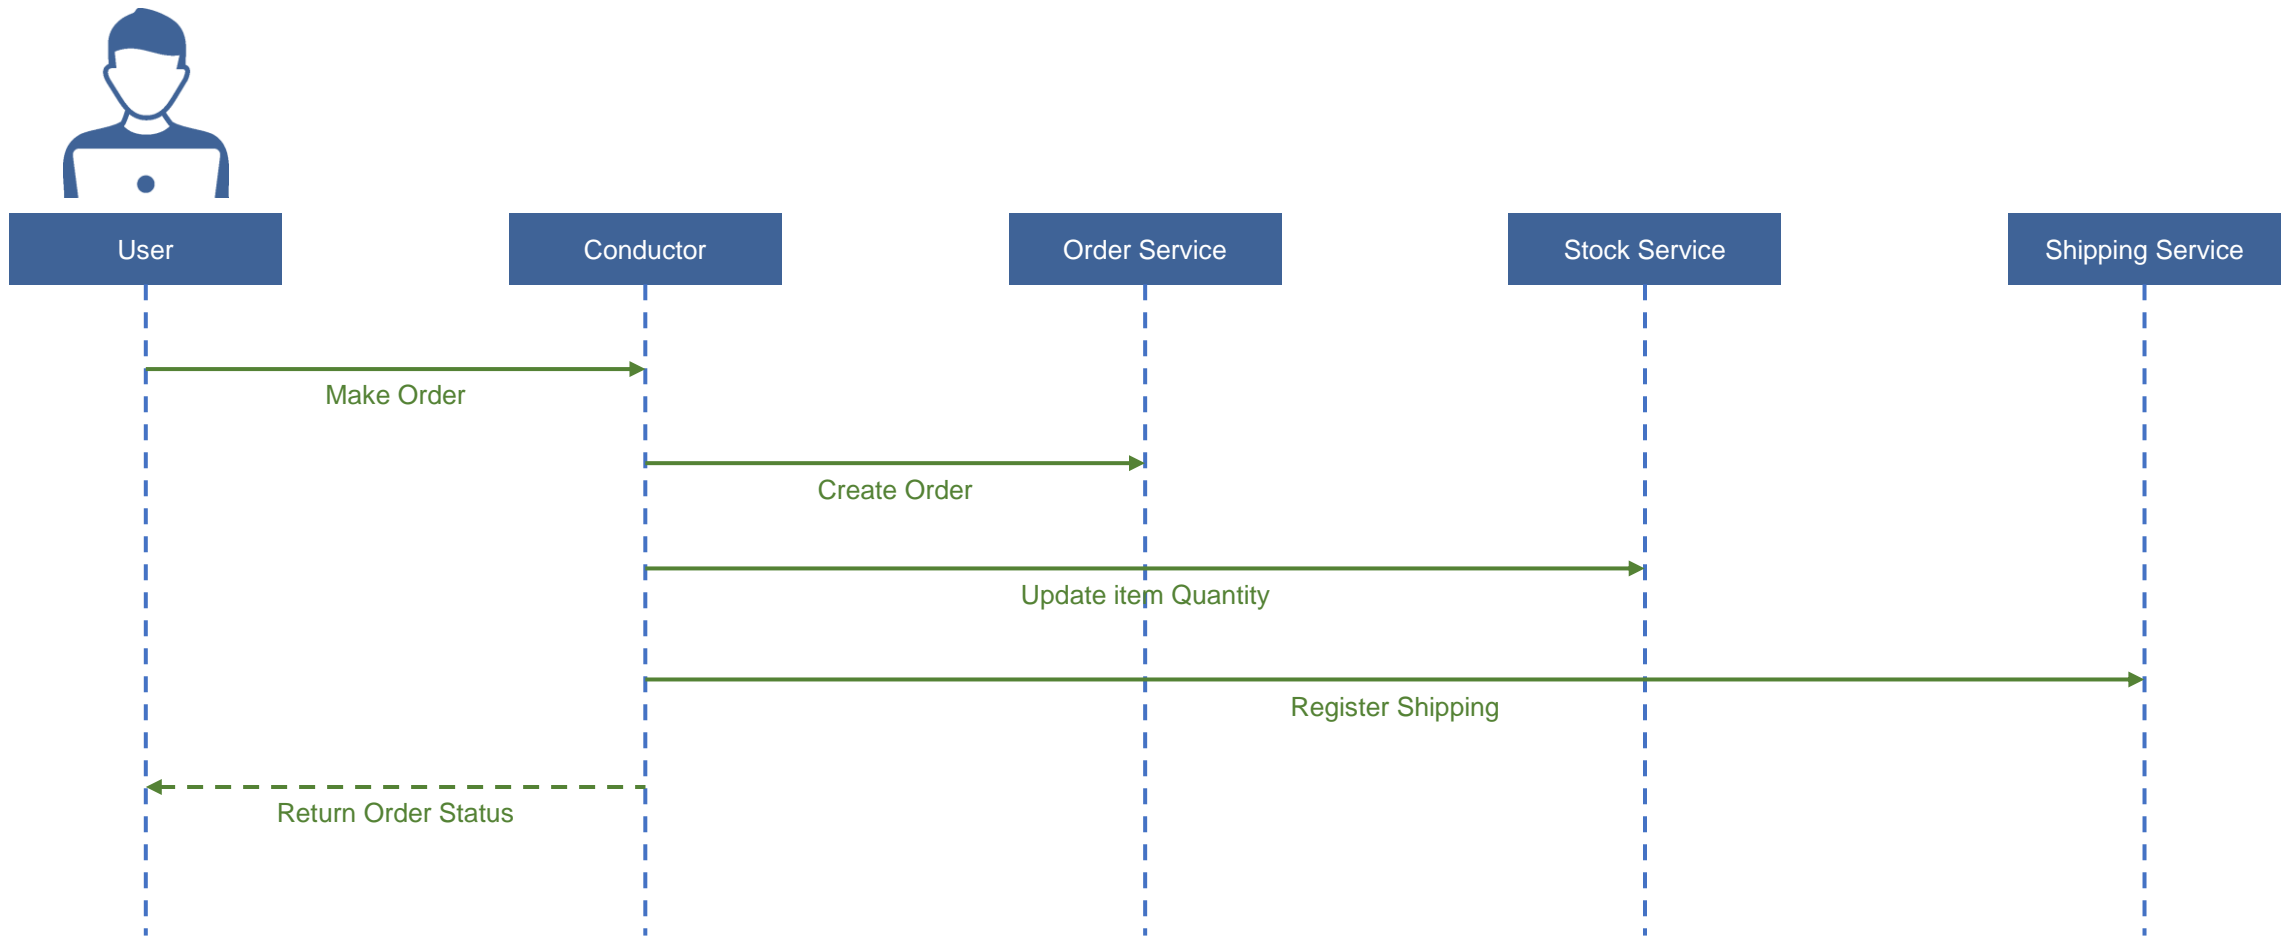 User
Conductor
Order Service
Stock Service
Shipping Service
Make Order
Create Order
Update item Quantity
Register Shipping
Return Order Status